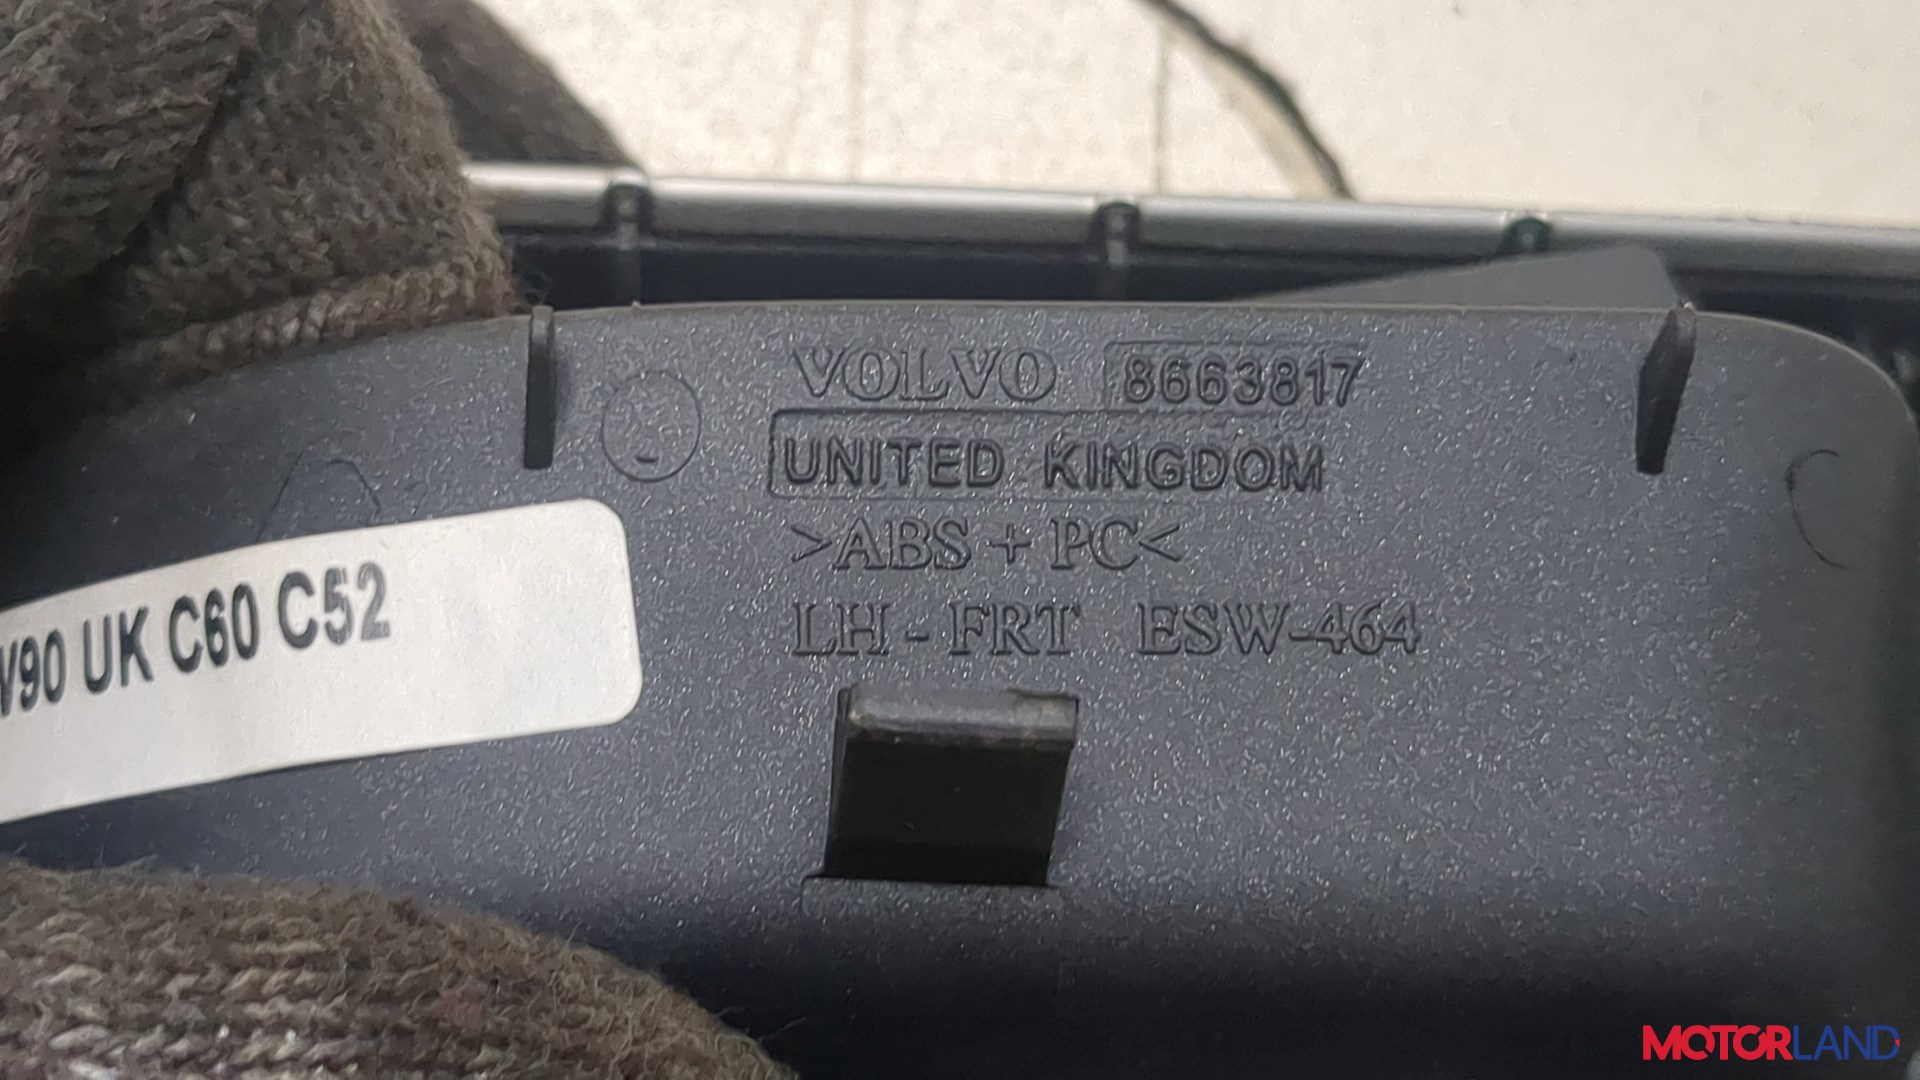 VOLVO 8663817
UNITED KINGDOM
>ABS + PC<
LH - FRT ESW-464
V90 UK C60 C52
MOTORLAND